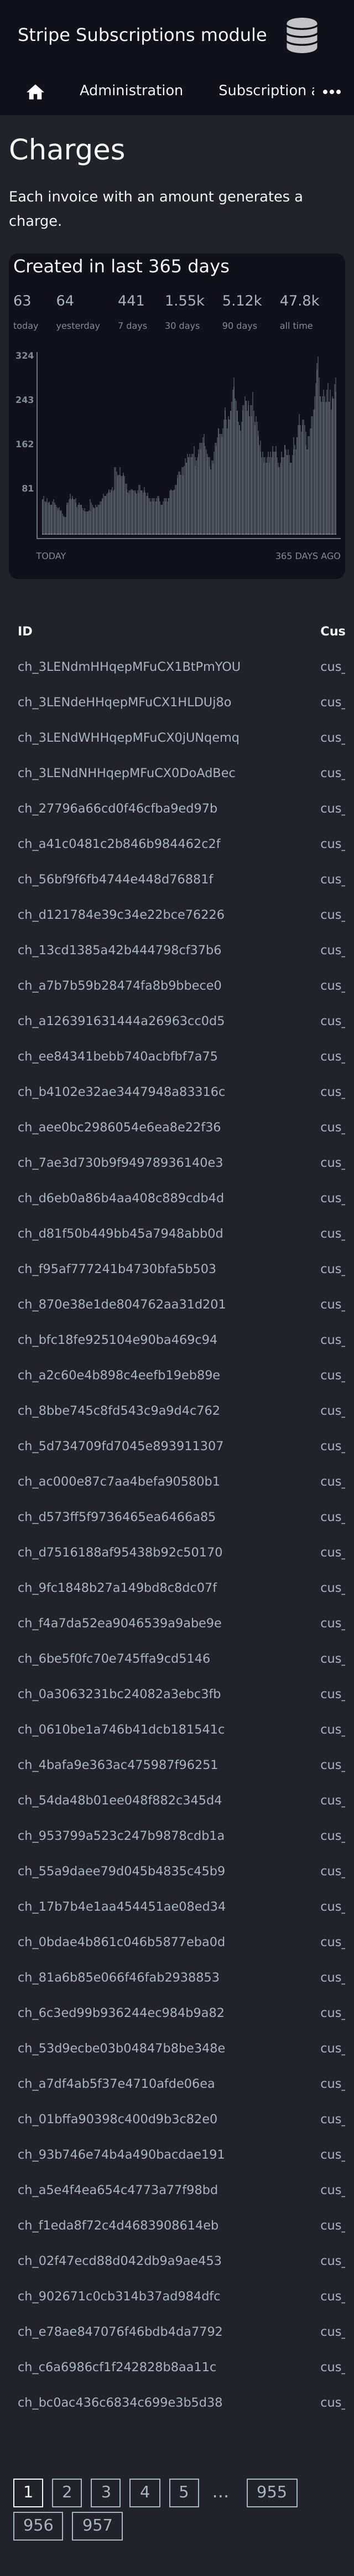 Stripe Subscriptions module
Administration Subscription a
Charges
Each invoice with an amount generates a
charge.
Created in last 365 days
63 64 441 1.55k 5.12k 47.8k
today yesterday 7 days 30 days 90 days all time
324
243
162
81
TODAY 365 DAYS AGO
ID Cus
ch_3LENdmHHqepMFuCX1BtPmYOU cus_
ch_3LENdeHHqepMFuCX1HLDUj8o cus_
ch_3LENdWHHqepMFuCX0jUNqemq cus_
ch_3LENdNHHqepMFuCX0DoAdBec cus_
ch_27796a66cd0f46cfba9ed97b cus_
ch_a41c0481c2b846b984462c2f cus_
ch_56bf9f6fb4744e448d76881f cus_
ch_d121784e39c34e22bce76226 cus_
ch_13cd1385a42b444798cf37b6 cus_
ch_a7b7b59b28474fa8b9bbece0 cus_
ch_a126391631444a26963cc0d5 cus_
ch_ee84341bebb740acbfbf7a75 cus_
ch_b4102e32ae3447948a83316c cus_
ch_aee0bc2986054e6ea8e22f36 cus_
ch_7ae3d730b9f94978936140e3 cus_
ch_d6eb0a86b4aa408c889cdb4d cus_
ch_d81f50b449bb45a7948abb0d cus_
ch_f95af777241b4730bfa5b503 cus_
ch_870e38e1de804762aa31d201 cus_
ch_bfc18fe925104e90ba469c94 cus_
ch_a2c60e4b898c4eefb19eb89e cus_
ch_8bbe745c8fd543c9a9d4c762 cus_
ch_5d734709fd7045e893911307 cus_
ch_ac000e87c7aa4befa90580b1 cus_
ch_d573ff5f9736465ea6466a85 cus_
ch_d7516188af95438b92c50170 cus_
ch_9fc1848b27a149bd8c8dc07f cus_
ch_f4a7da52ea9046539a9abe9e cus_
ch_6be5f0fc70e745ffa9cd5146 cus_
ch_0a3063231bc24082a3ebc3fb cus_
ch_0610be1a746b41dcb181541c cus_
ch_4bafa9e363ac475987f96251 cus_
ch_54da48b01ee048f882c345d4 cus_
ch_953799a523c247b9878cdb1a cus_
ch_55a9daee79d045b4835c45b9 cus_
ch_17b7b4e1aa454451ae08ed34 cus_
ch_0bdae4b861c046b5877eba0d cus_
ch_81a6b85e066f46fab2938853 cus_
ch_6c3ed99b936244ec984b9a82 cus_
ch_53d9ecbe03b04847b8be348e cus_
ch_a7df4ab5f37e4710afde06ea cus_
ch_01bffa90398c400d9b3c82e0 cus_
ch_93b746e74b4a490bacdae191 cus_
ch_a5e4f4ea654c4773a77f98bd cus_
ch_f1eda8f72c4d4683908614eb cus_
ch_02f47ecd88d042db9a9ae453 cus_
ch_902671c0cb314b37ad984dfc cus_
ch_e78ae847076f46bdb4da7792 cus_
ch_c6a6986cf1f242828b8aa11c cus_
ch_bc0ac436c6834c699e3b5d38 cus_
1 2 3 4 5 ... 955
956 957